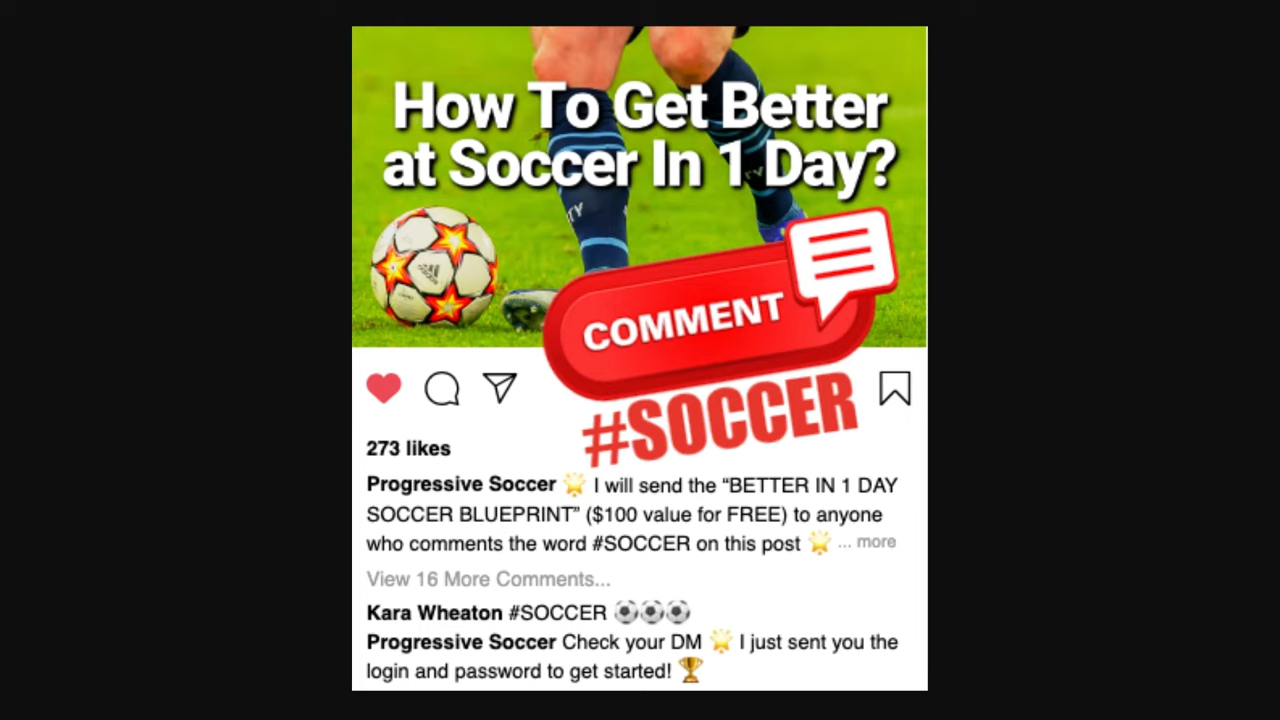 How To Get Better
at Soccer In 1 Day?
TY
adidas
COMMENT
#SOCCER
273 likes
Progressive Soccer 🌟 I will send the “BETTER IN 1 DAY
SOCCER BLUEPRINT” ($100 value for FREE) to anyone
who comments the word #SOCCER on this post 🌟 ... more
View 16 More Comments...
Kara Wheaton #SOCCER ⚽⚽⚽
Progressive Soccer Check your DM 🌟 I just sent you the
login and password to get started! 🏆